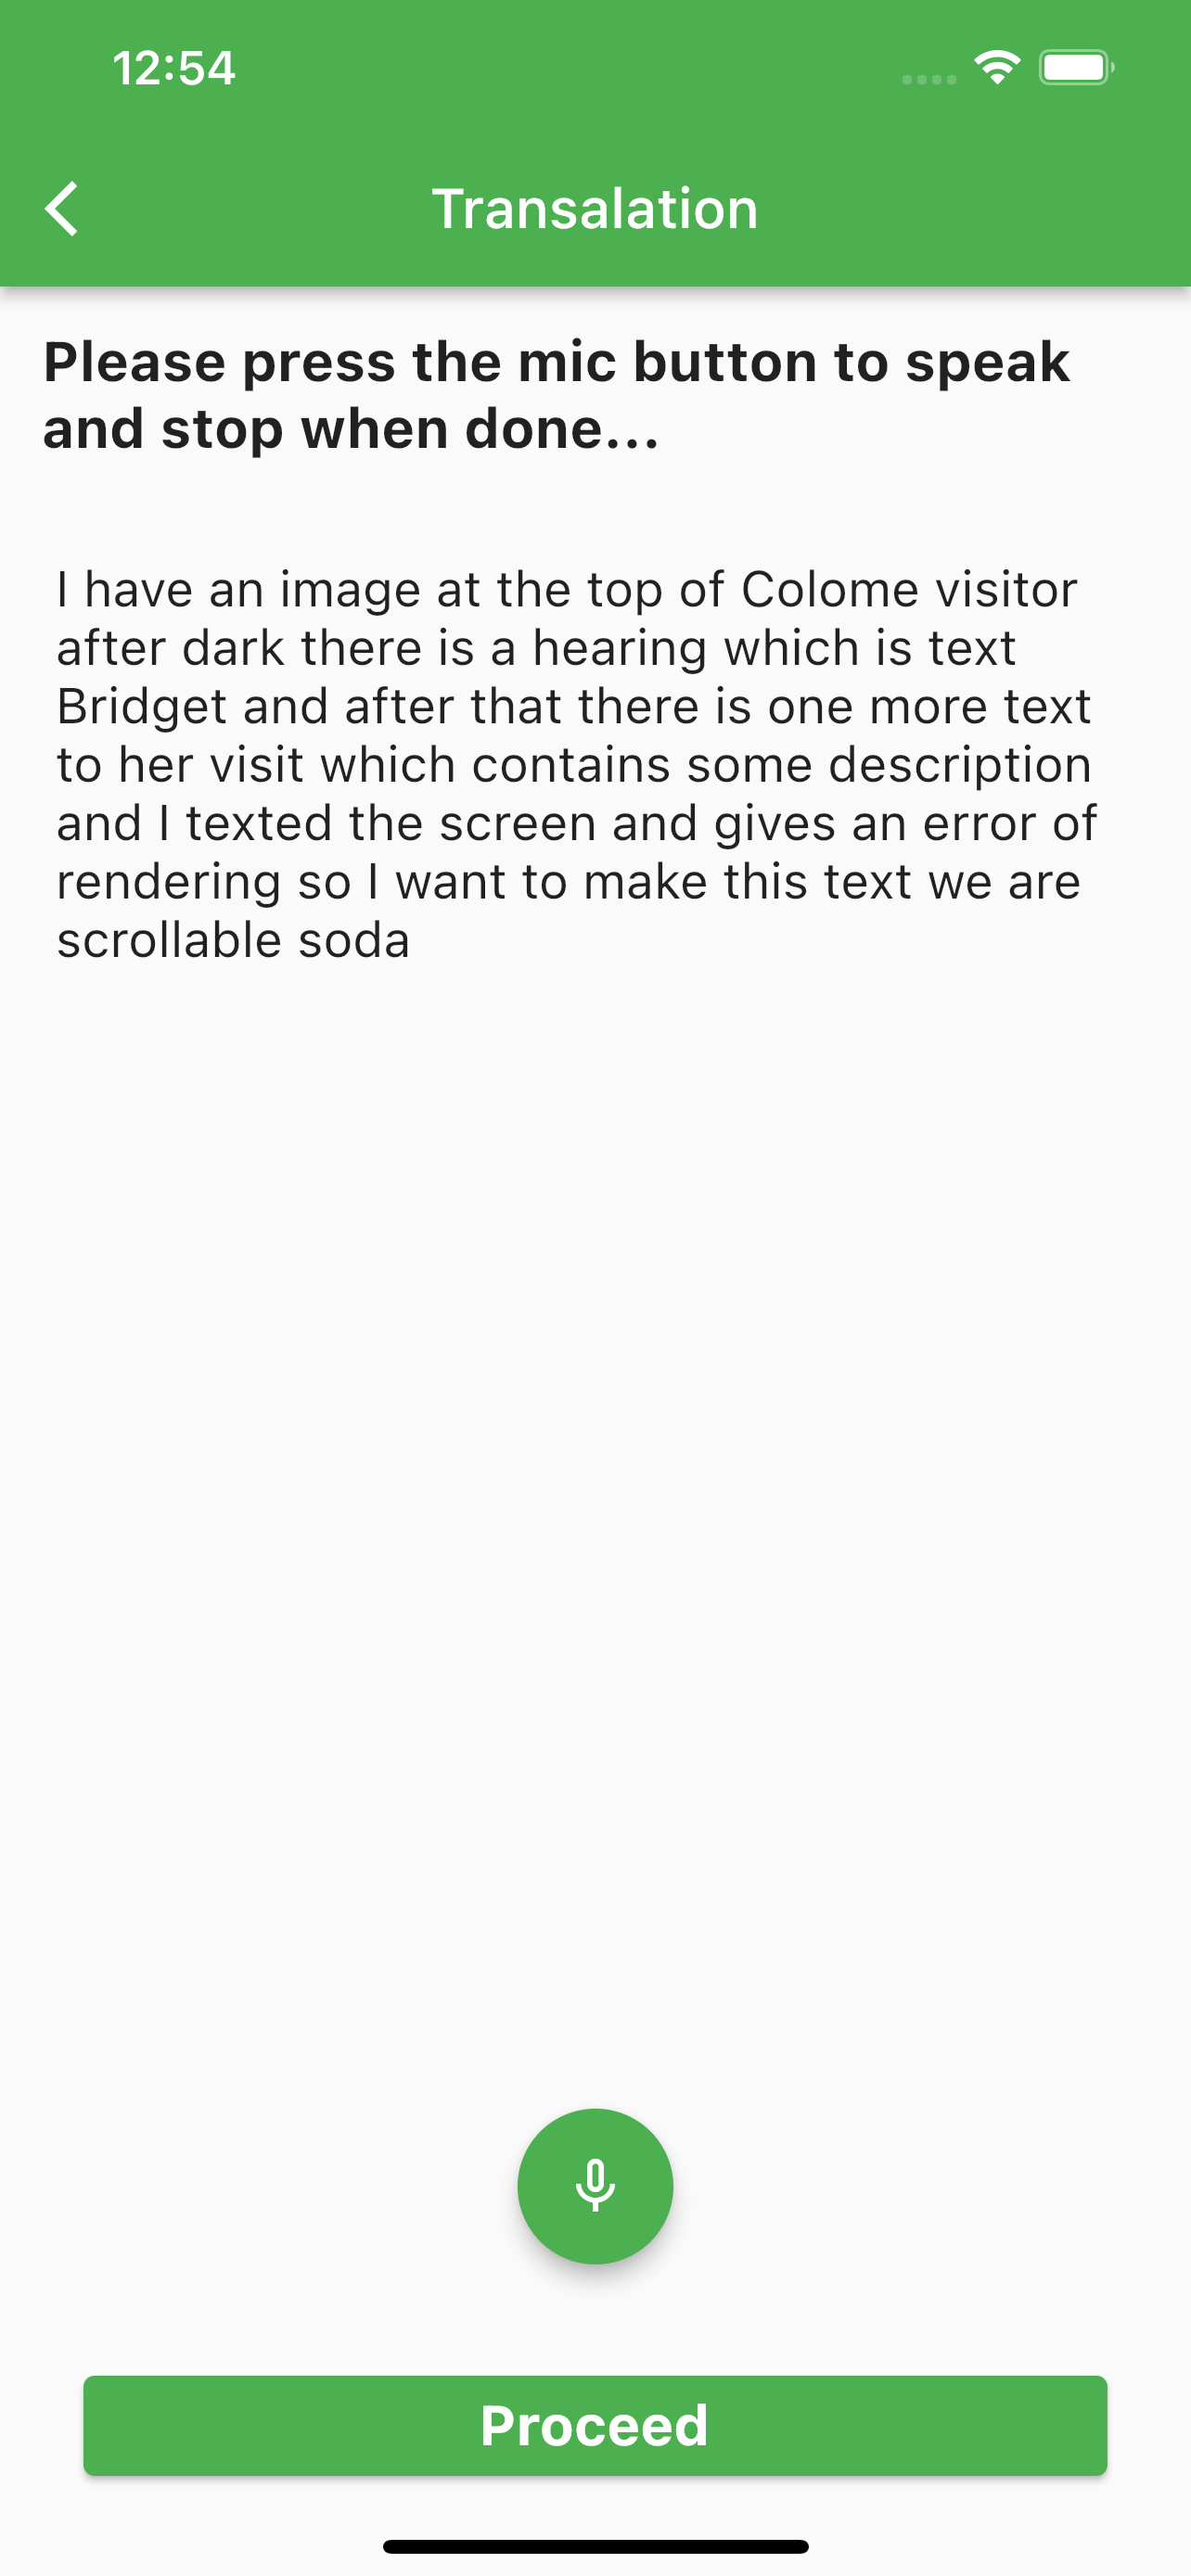 12:54
Transalation
Please press the mic button to speak
and stop when done...
I have an image at the top of Colome visitor
after dark there is a hearing which is text
Bridget and after that there is one more text
to her visit which contains some description
and I texted the screen and gives an error of
rendering so I want to make this text we are
scrollable soda
Proceed